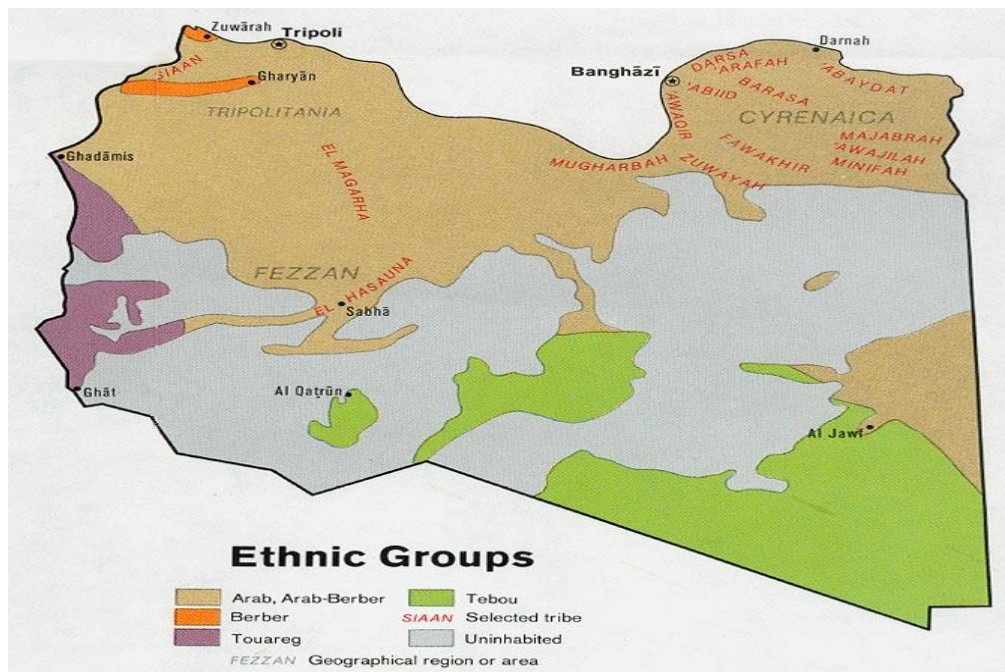 Zuwārah
Tripoli
SIAAN
Gharyān
TRIPOLITANIA
Ghadāmis
EL MAGARHA
FEZZAN
EL HASAUNA
Sabhā
Ghāt
Al Qaţrūn
Darnah
Banghāzī
DARSA
'ARAFAH
'ABAYDAT
'ABIID
BARASA
'AWAQIR
CYRENAICA
MAJABRAH
'AWAJILAH
MINIFAH
FAWAKHIR
MUGHARBAH
ZUWAYAH
Al Jawf
Ethnic Groups
Arab, Arab-Berber
Berber
Touareg
Tebou
SIAAN Selected tribe
Uninhabited
FEZZAN Geographical region or area